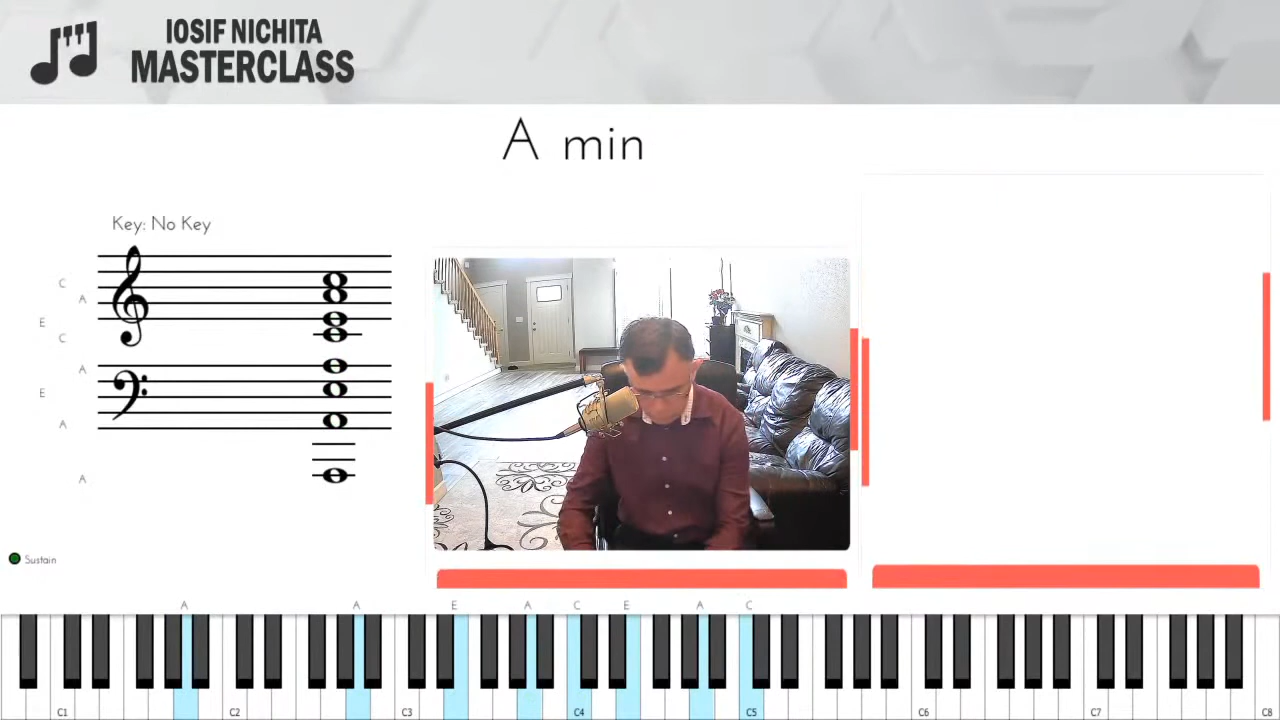 IOSIF NICHITA
MASTERCLASS
A min
Key: No Key
C
A
E
C
A
E
A
A
Sustain
A A E A C E A C
C1 C2 C3 C4 C5 C6 C7 C8